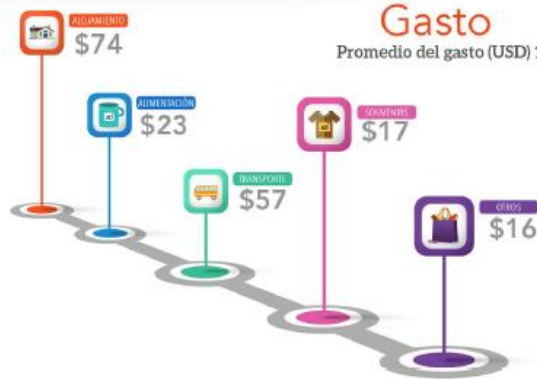 Gasto
Promedio del gasto (USD)
ALOJAMIENTO
$74
ALIMENTACIÓN
$23
TRANSPORTE
$57
SOUVENIRS
$17
OTROS
$16